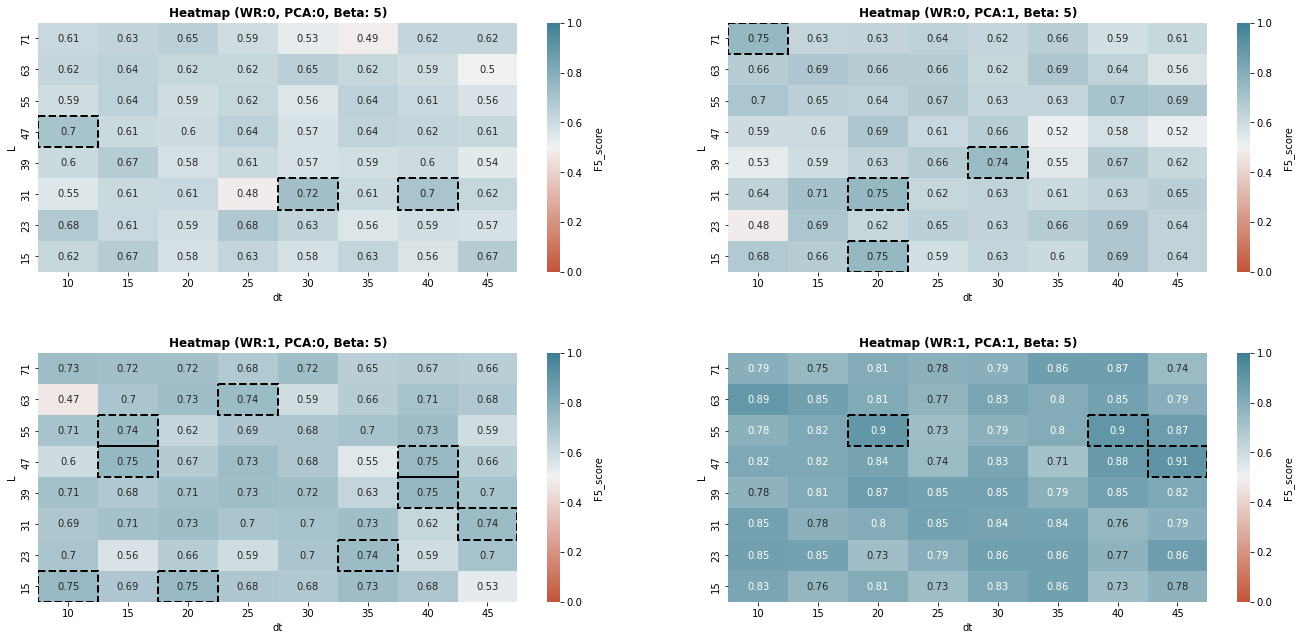 Heatmap (WR:0, PCA:0, Beta: 5)
71 0.61 0.63 0.65 0.59 0.53 0.49 0.62 0.62
63 0.62 0.64 0.62 0.62 0.65 0.62 0.59 0.5
55 0.59 0.64 0.59 0.62 0.56 0.64 0.61 0.56
47 0.7 0.61 0.6 0.64 0.57 0.64 0.62 0.61
39 0.6 0.67 0.58 0.61 0.57 0.59 0.6 0.54
31 0.55 0.61 0.61 0.48 0.72 0.61 0.7 0.62
23 0.68 0.61 0.59 0.68 0.63 0.56 0.59 0.57
15 0.62 0.67 0.58 0.63 0.58 0.63 0.56 0.67
10 15 20 25 30 35 40 45
dt
L
1.0
0.8
0.6
0.4
0.2
0.0
F5_score
Heatmap (WR:0, PCA:1, Beta: 5)
71 0.75 0.63 0.63 0.64 0.62 0.66 0.59 0.61
63 0.66 0.69 0.66 0.66 0.62 0.69 0.64 0.56
55 0.7 0.65 0.64 0.67 0.63 0.63 0.7 0.69
47 0.59 0.6 0.69 0.61 0.66 0.52 0.58 0.52
39 0.53 0.59 0.63 0.66 0.74 0.55 0.67 0.62
31 0.64 0.71 0.75 0.62 0.63 0.61 0.63 0.65
23 0.48 0.69 0.62 0.65 0.63 0.66 0.69 0.64
15 0.68 0.66 0.75 0.59 0.63 0.6 0.69 0.64
10 15 20 25 30 35 40 45
dt
L
1.0
0.8
0.6
0.4
0.2
0.0
F5_score
Heatmap (WR:1, PCA:0, Beta: 5)
71 0.73 0.72 0.72 0.68 0.72 0.65 0.67 0.66
63 0.47 0.7 0.73 0.74 0.59 0.66 0.71 0.68
55 0.71 0.74 0.62 0.69 0.68 0.7 0.73 0.59
47 0.6 0.75 0.67 0.73 0.68 0.55 0.75 0.66
39 0.71 0.68 0.71 0.73 0.72 0.63 0.75 0.7
31 0.69 0.71 0.73 0.7 0.7 0.73 0.62 0.74
23 0.7 0.56 0.66 0.59 0.7 0.74 0.59 0.7
15 0.75 0.69 0.75 0.68 0.68 0.73 0.68 0.53
10 15 20 25 30 35 40 45
dt
L
1.0
0.8
0.6
0.4
0.2
0.0
F5_score
Heatmap (WR:1, PCA:1, Beta: 5)
71 0.79 0.75 0.81 0.78 0.79 0.86 0.87 0.74
63 0.89 0.85 0.81 0.77 0.83 0.8 0.85 0.79
55 0.78 0.82 0.9 0.73 0.79 0.8 0.9 0.87
47 0.82 0.82 0.84 0.74 0.83 0.71 0.88 0.91
39 0.78 0.81 0.87 0.85 0.85 0.79 0.85 0.82
31 0.85 0.78 0.8 0.85 0.84 0.84 0.76 0.79
23 0.85 0.85 0.73 0.79 0.86 0.86 0.77 0.86
15 0.83 0.76 0.81 0.73 0.83 0.86 0.73 0.78
10 15 20 25 30 35 40 45
dt
L
1.0
0.8
0.6
0.4
0.2
0.0
F5_score